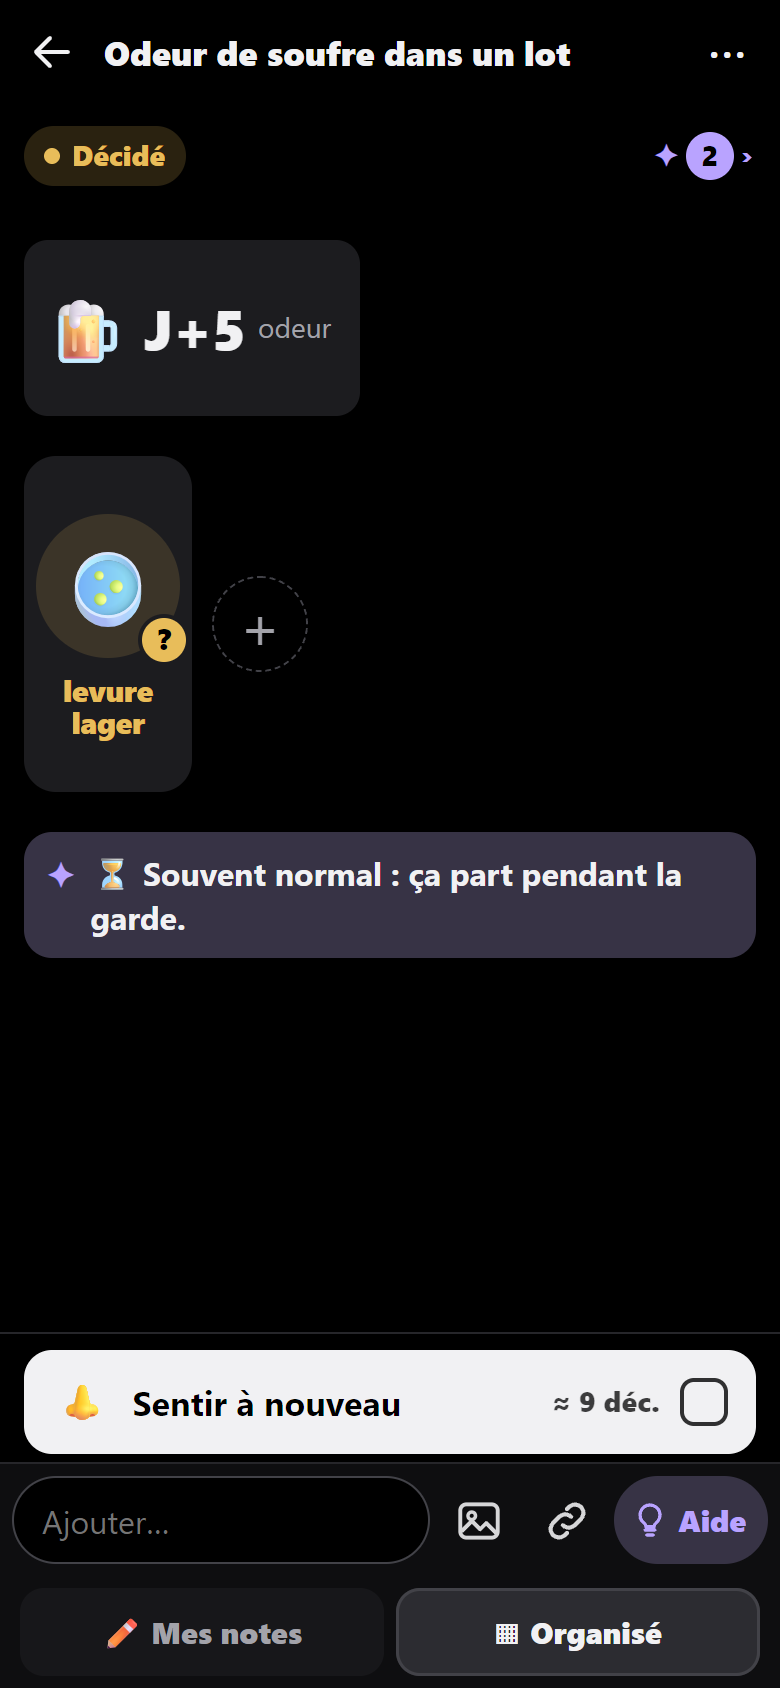 Odeur de soufre dans un lot
Décidé
2
J+5 odeur
?
levure
lager
+
Souvent normal : ça part pendant la
garde.
Sentir à nouveau
≈ 9 déc.
Ajouter...
Aide
Mes notes
Organisé